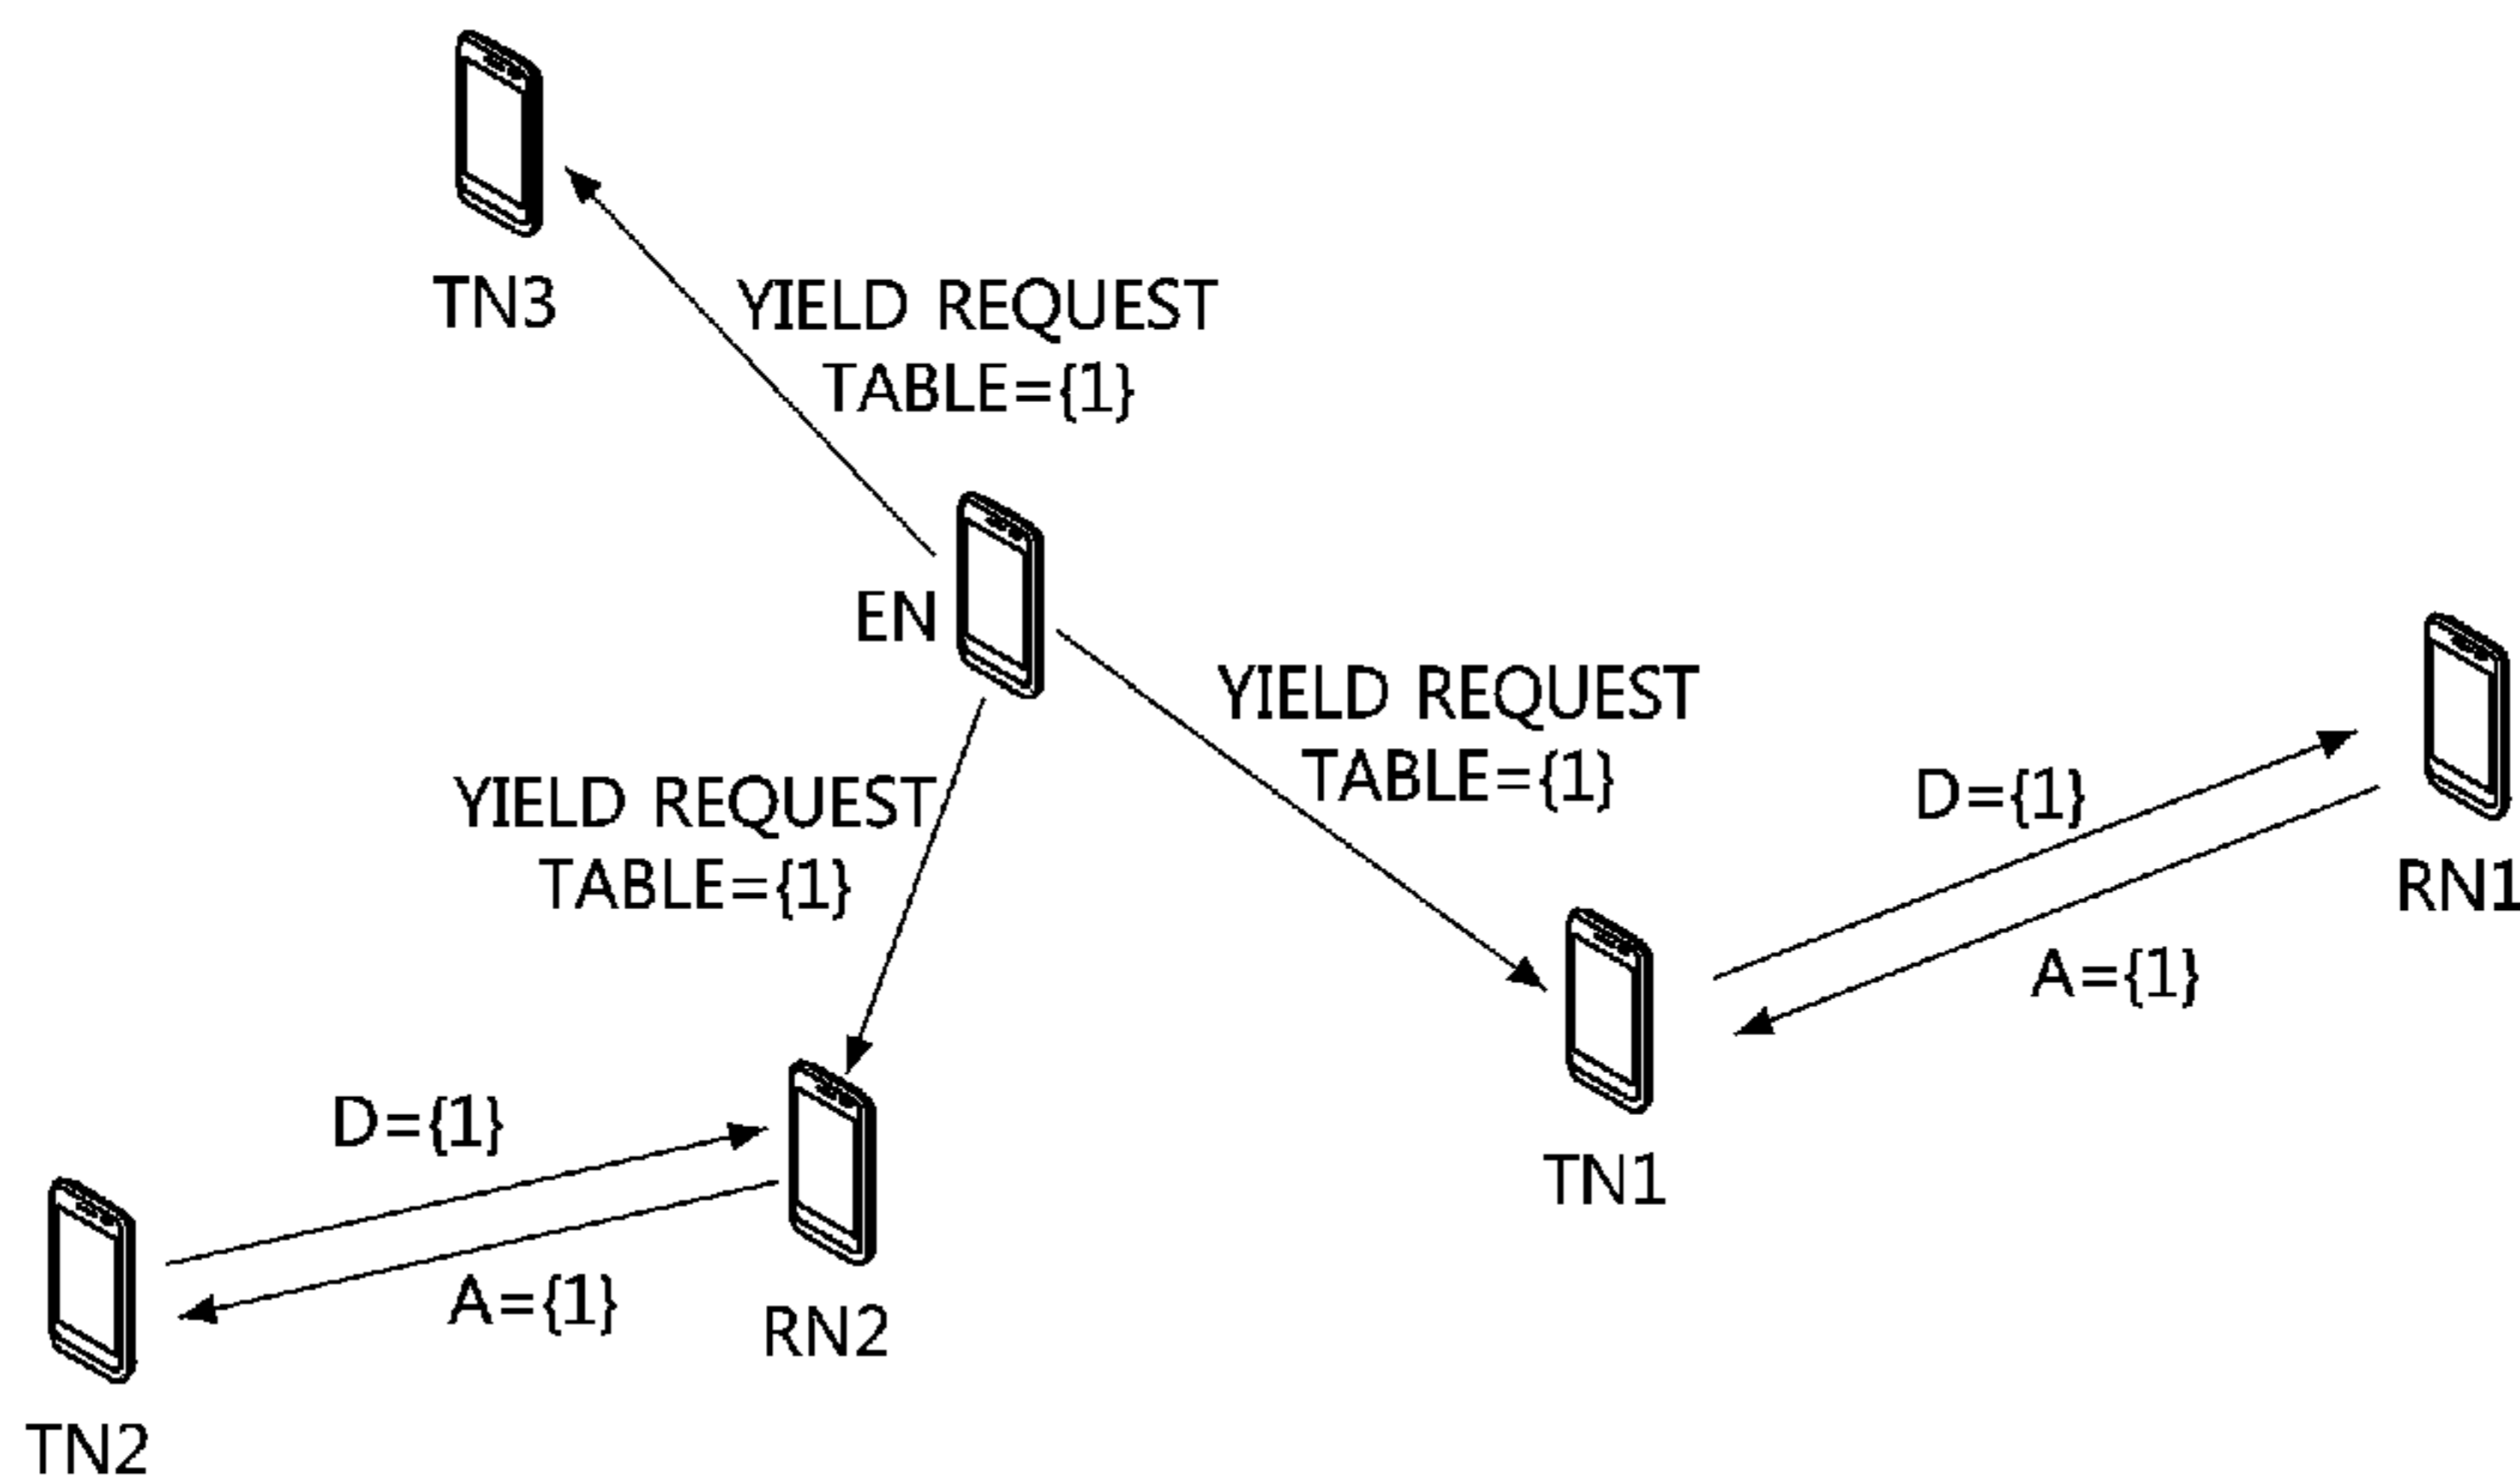 TN3
YIELD REQUEST
TABLE={1}
EN
YIELD REQUEST
TABLE={1}
YIELD REQUEST
TABLE={1}
D={1}
RN1
A={1}
D={1}
TN1
A={1}
RN2
TN2